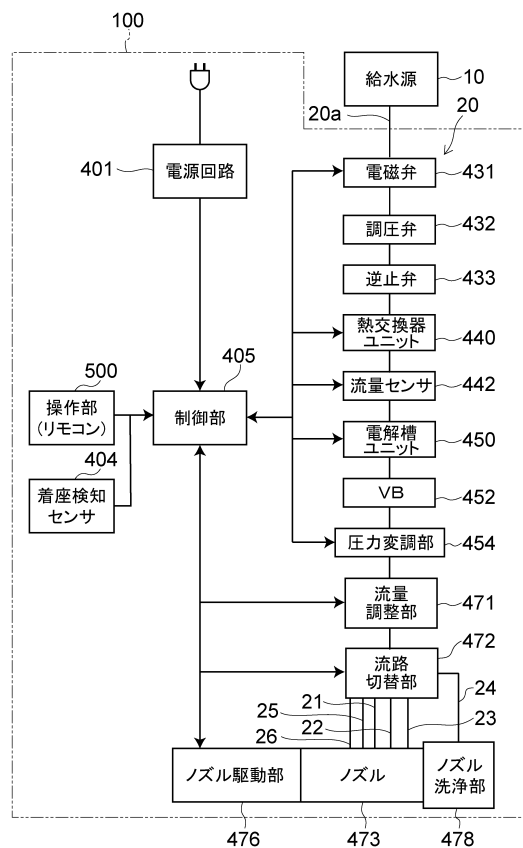 100
給水源
10
20a
20
401
電源回路
電磁弁
431
調圧弁
432
逆止弁
433
熱交換器
ユニット
440
500
405
流量センサ
442
操作部
(リモコン)
制御部
電解槽
ユニット
450
404
着座検知
センサ
VB
452
圧力変調部
454
流量
調整部
471
472
流路
切替部
21
24
25
22
23
26
ノズル駆動部
ノズル
ノズル
洗浄部
476
473
478